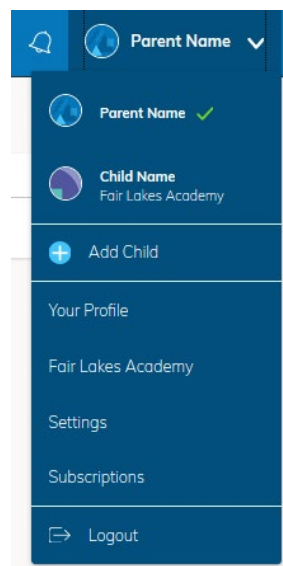 Parent Name
Parent Name
Child Name
Fair Lakes Academy
Add Child
Your Profile
Fair Lakes Academy
Settings
Subscriptions
Logout